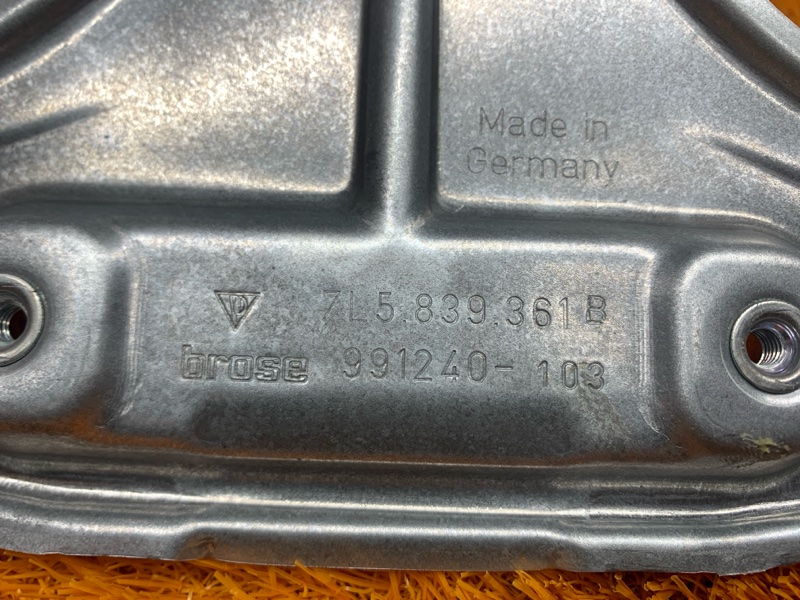 Made in
Germany
7L5.839.361 B
brose 991240-103